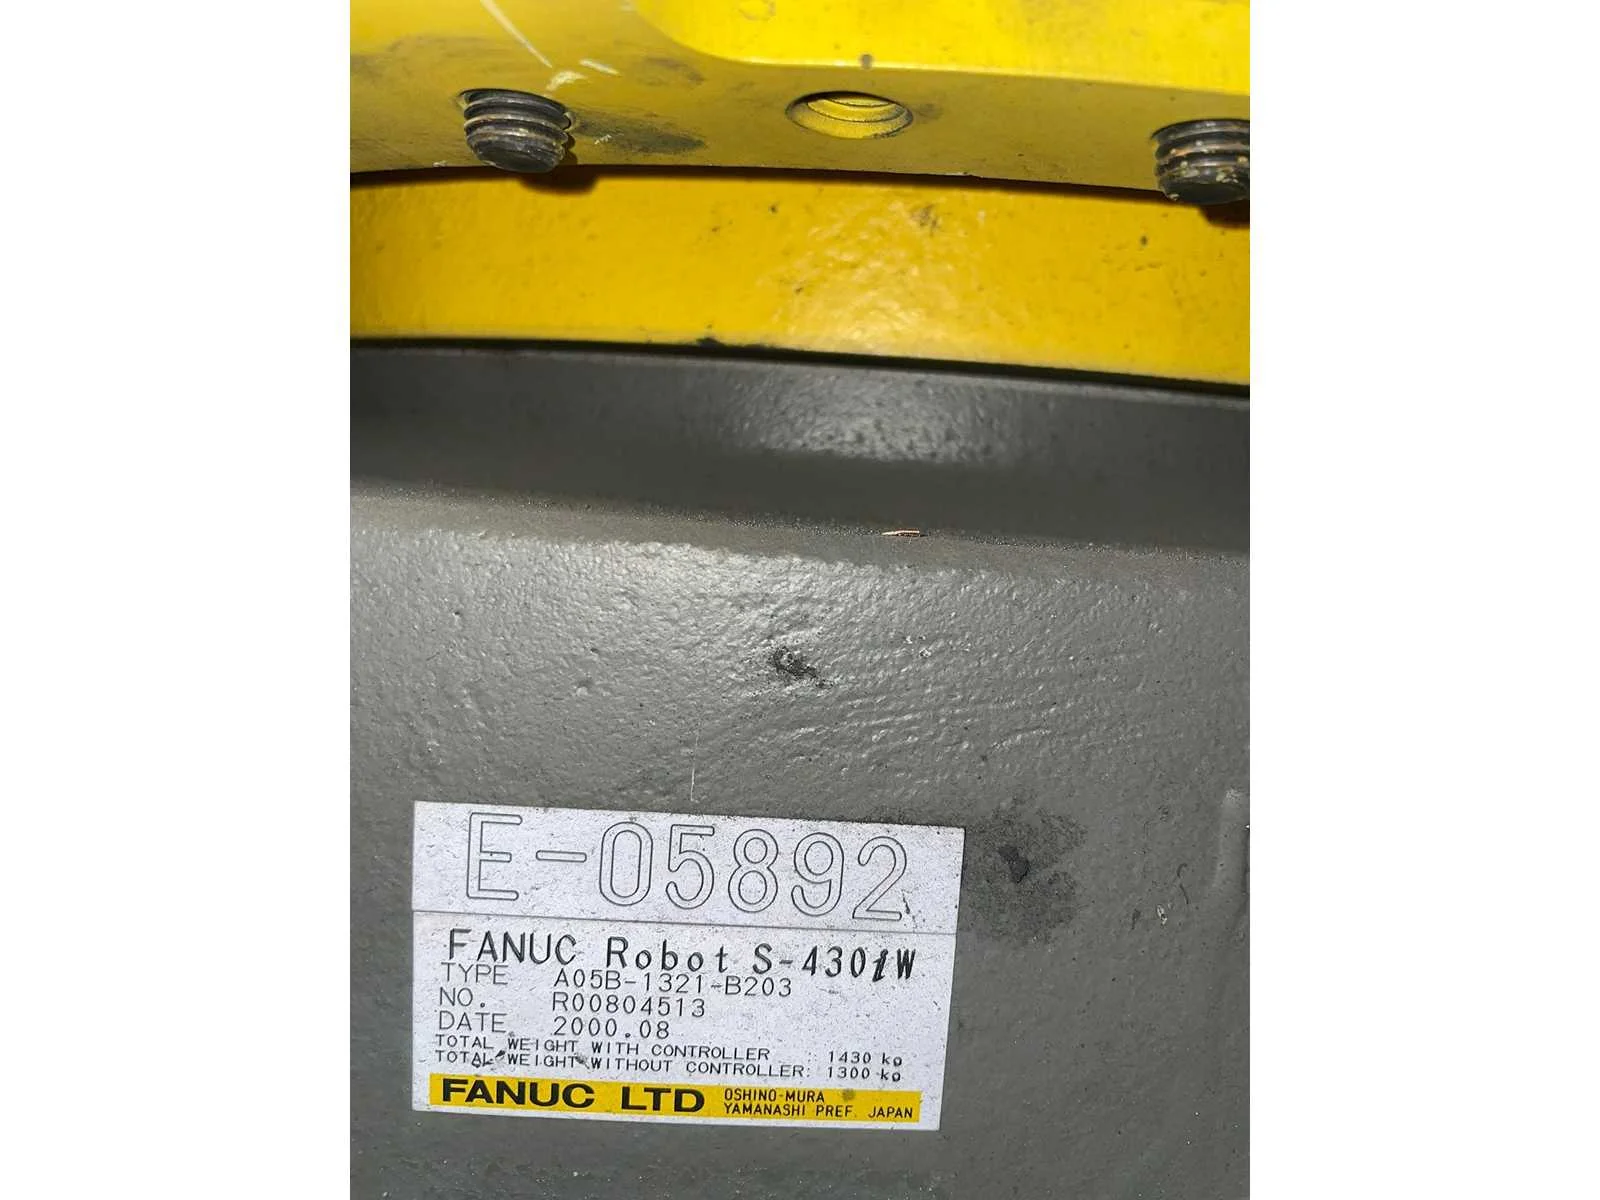 E-05892
FANUC Robot S-430iW
TYPE A05B-1321-B203
NO. R00804513
DATE 2000.08
TOTAL WEIGHT WITH CONTROLLER : 1430 kg
TOTAL WEIGHT WITHOUT CONTROLLER: 1300 kg
FANUC LTD OSHINO-MURA
YAMANASHI PREF. JAPAN